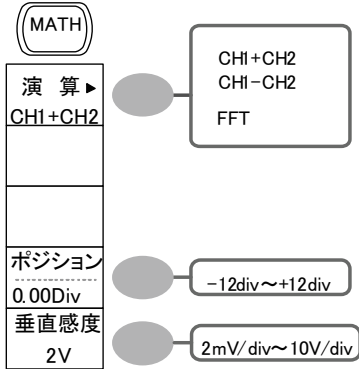 MATH
演 算▶
CH1+CH2
CH1+CH2
CH1-CH2
FFT
ポジション
0.00Div
-12div～+12div
垂直感度
2V
2mV/div～10V/div